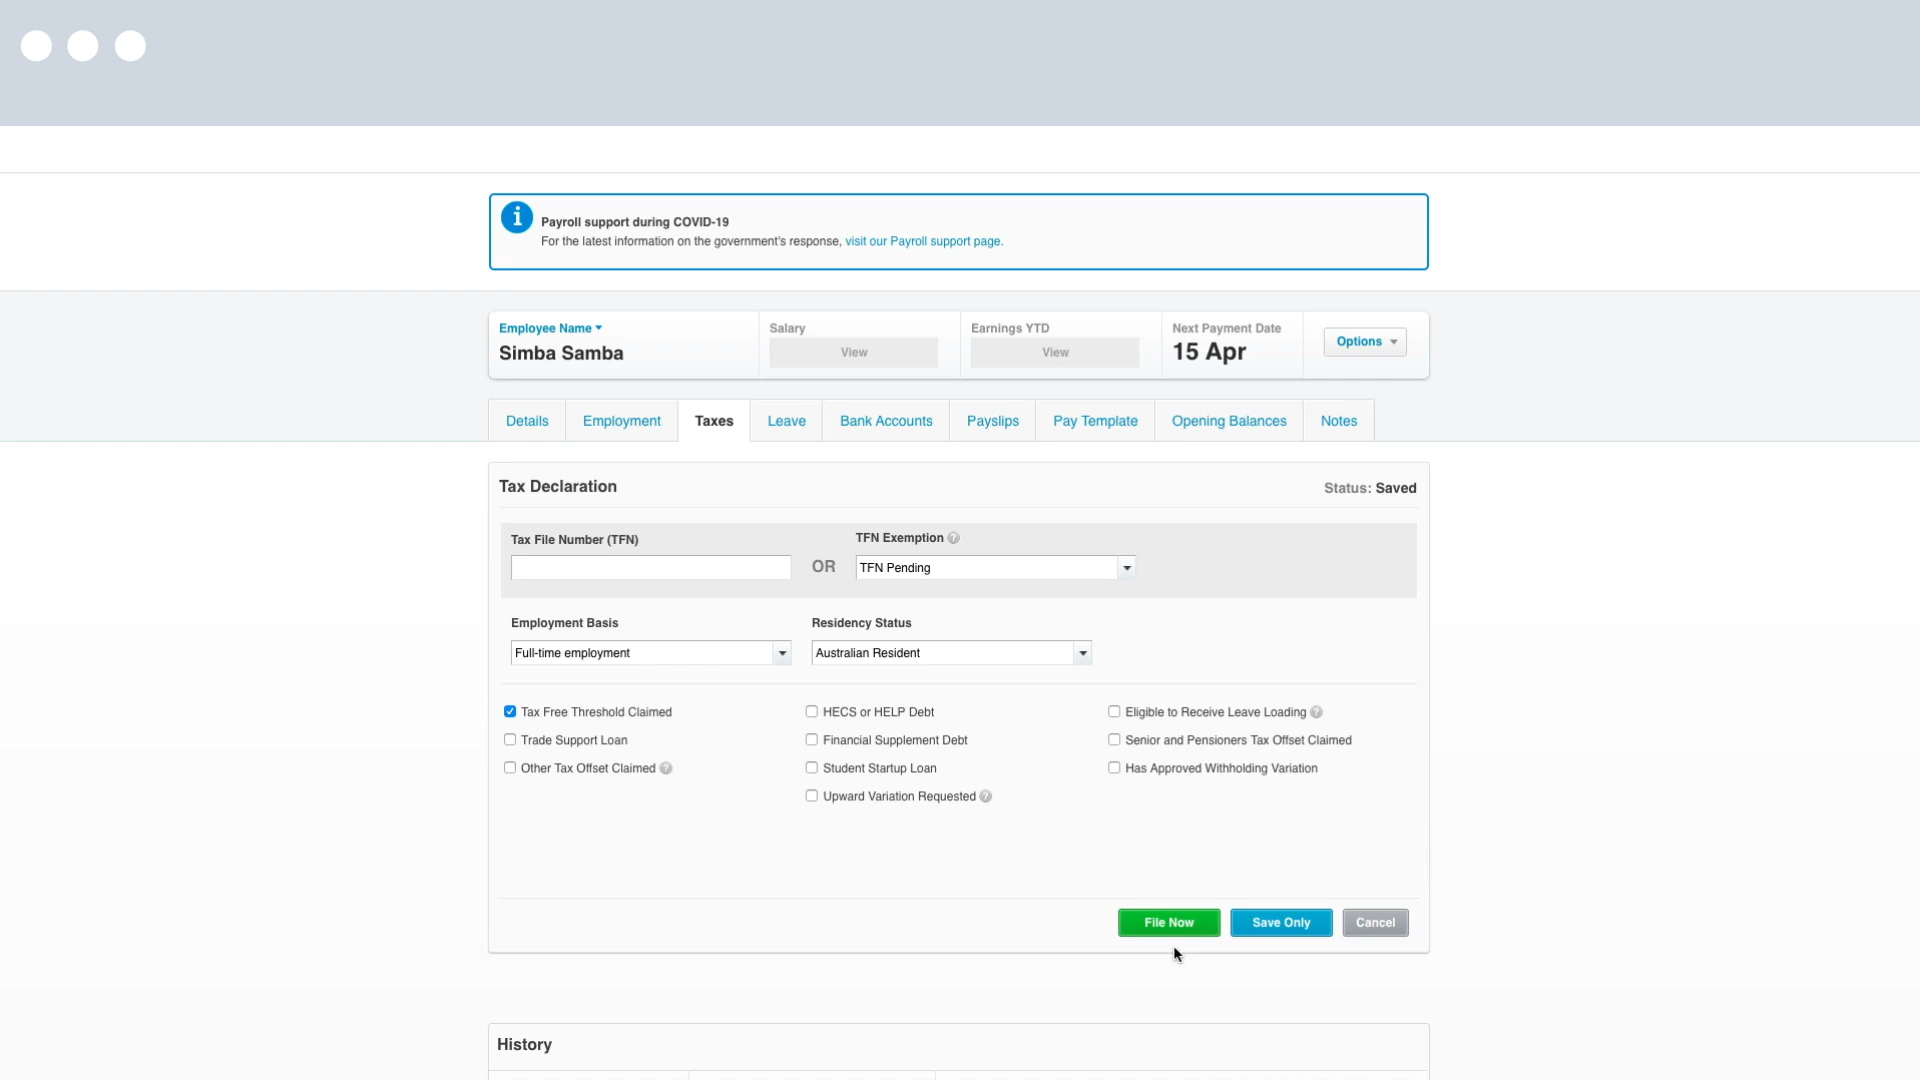 Payroll support during COVID-19
For the latest information on the government's response, visit our Payroll support page.
Employee Name
Simba Samba
Salary
View
Earnings YTD
View
Next Payment Date
15 Apr
Options
Details Employment Taxes Leave Bank Accounts Payslips Pay Template Opening Balances Notes
Tax Declaration
Status: Saved
Tax File Number (TFN)
OR
TFN Exemption ?
TFN Pending
Employment Basis
Full-time employment
Residency Status
Australian Resident
Tax Free Threshold Claimed
Trade Support Loan
Other Tax Offset Claimed ?
HECS or HELP Debt
Financial Supplement Debt
Student Startup Loan
Upward Variation Requested ?
Eligible to Receive Leave Loading ?
Senior and Pensioners Tax Offset Claimed
Has Approved Withholding Variation
File Now Save Only Cancel
History